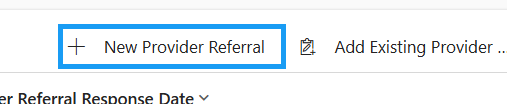 New Provider Referral Add Existing Provider ...
er Referral Response Date